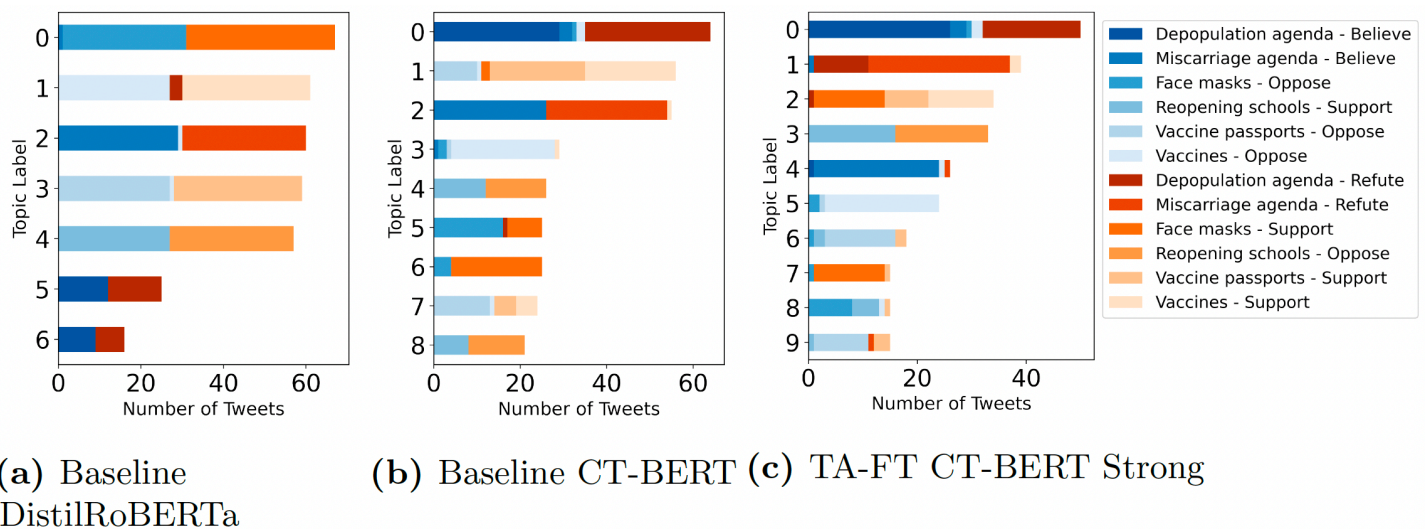 Topic Label
0
1
2
3
4
5
6
0 20 40 60
Number of Tweets
Topic Label
0
1
2
3
4
5
6
7
8
0 20 40 60
Number of Tweets
Topic Label
0
1
2
3
4
5
6
7
8
9
0 20 40
Number of Tweets
Depopulation agenda - Believe
Miscarriage agenda - Believe
Face masks - Oppose
Reopening schools - Support
Vaccine passports - Oppose
Vaccines - Oppose
Depopulation agenda - Refute
Miscarriage agenda - Refute
Face masks - Support
Reopening schools - Oppose
Vaccine passports - Support
Vaccines - Support
(a) Baseline
DistilRoBERTa
(b) Baseline CT-BERT
(c) TA-FT CT-BERT Strong